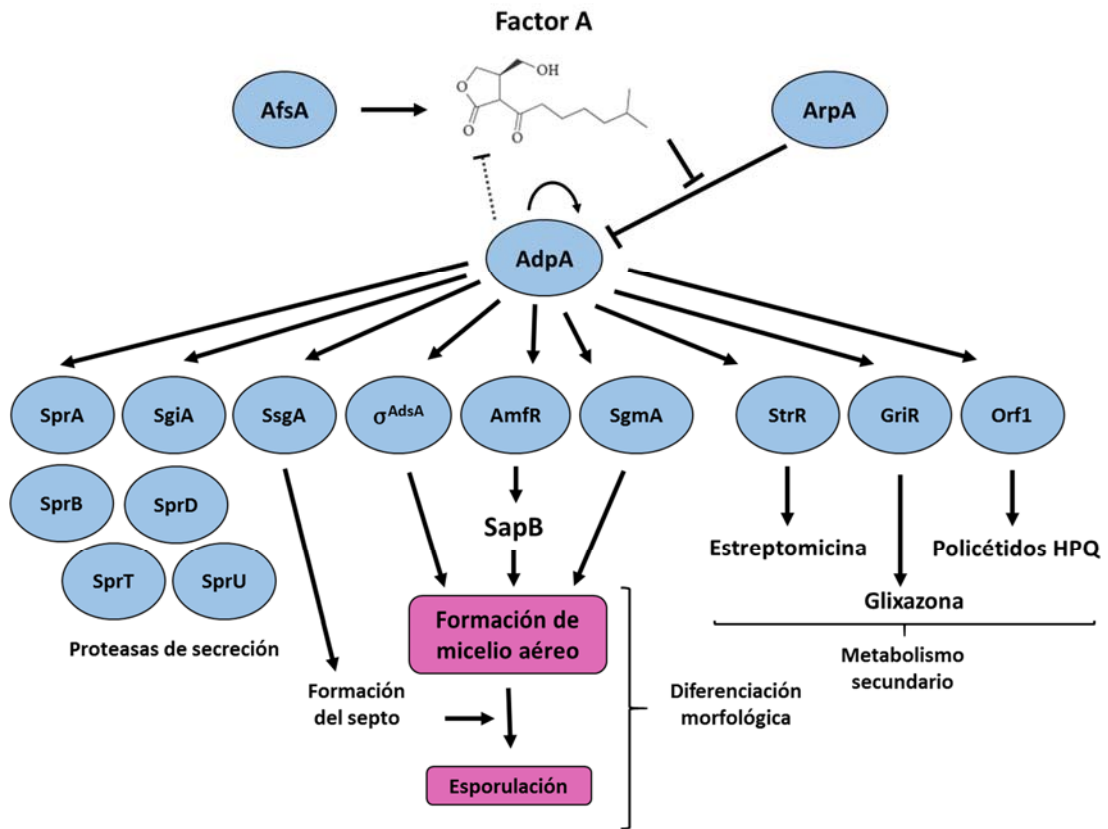 Factor A
AfsA
O
O
O
OH
ArpA
AdpA
SprA
SgiA
SsgA
σAdsA
AmfR
SgmA
StrR
GriR
Orf1
SprB
SprD
SapB
SprT
SprU
Estreptomicina
Policétidos HPQ
Glixazona
Proteasas de secreción
Formación de
micelio aéreo
Metabolismo
secundario
Formación
del septo
Diferenciación
morfológica
Esporulación